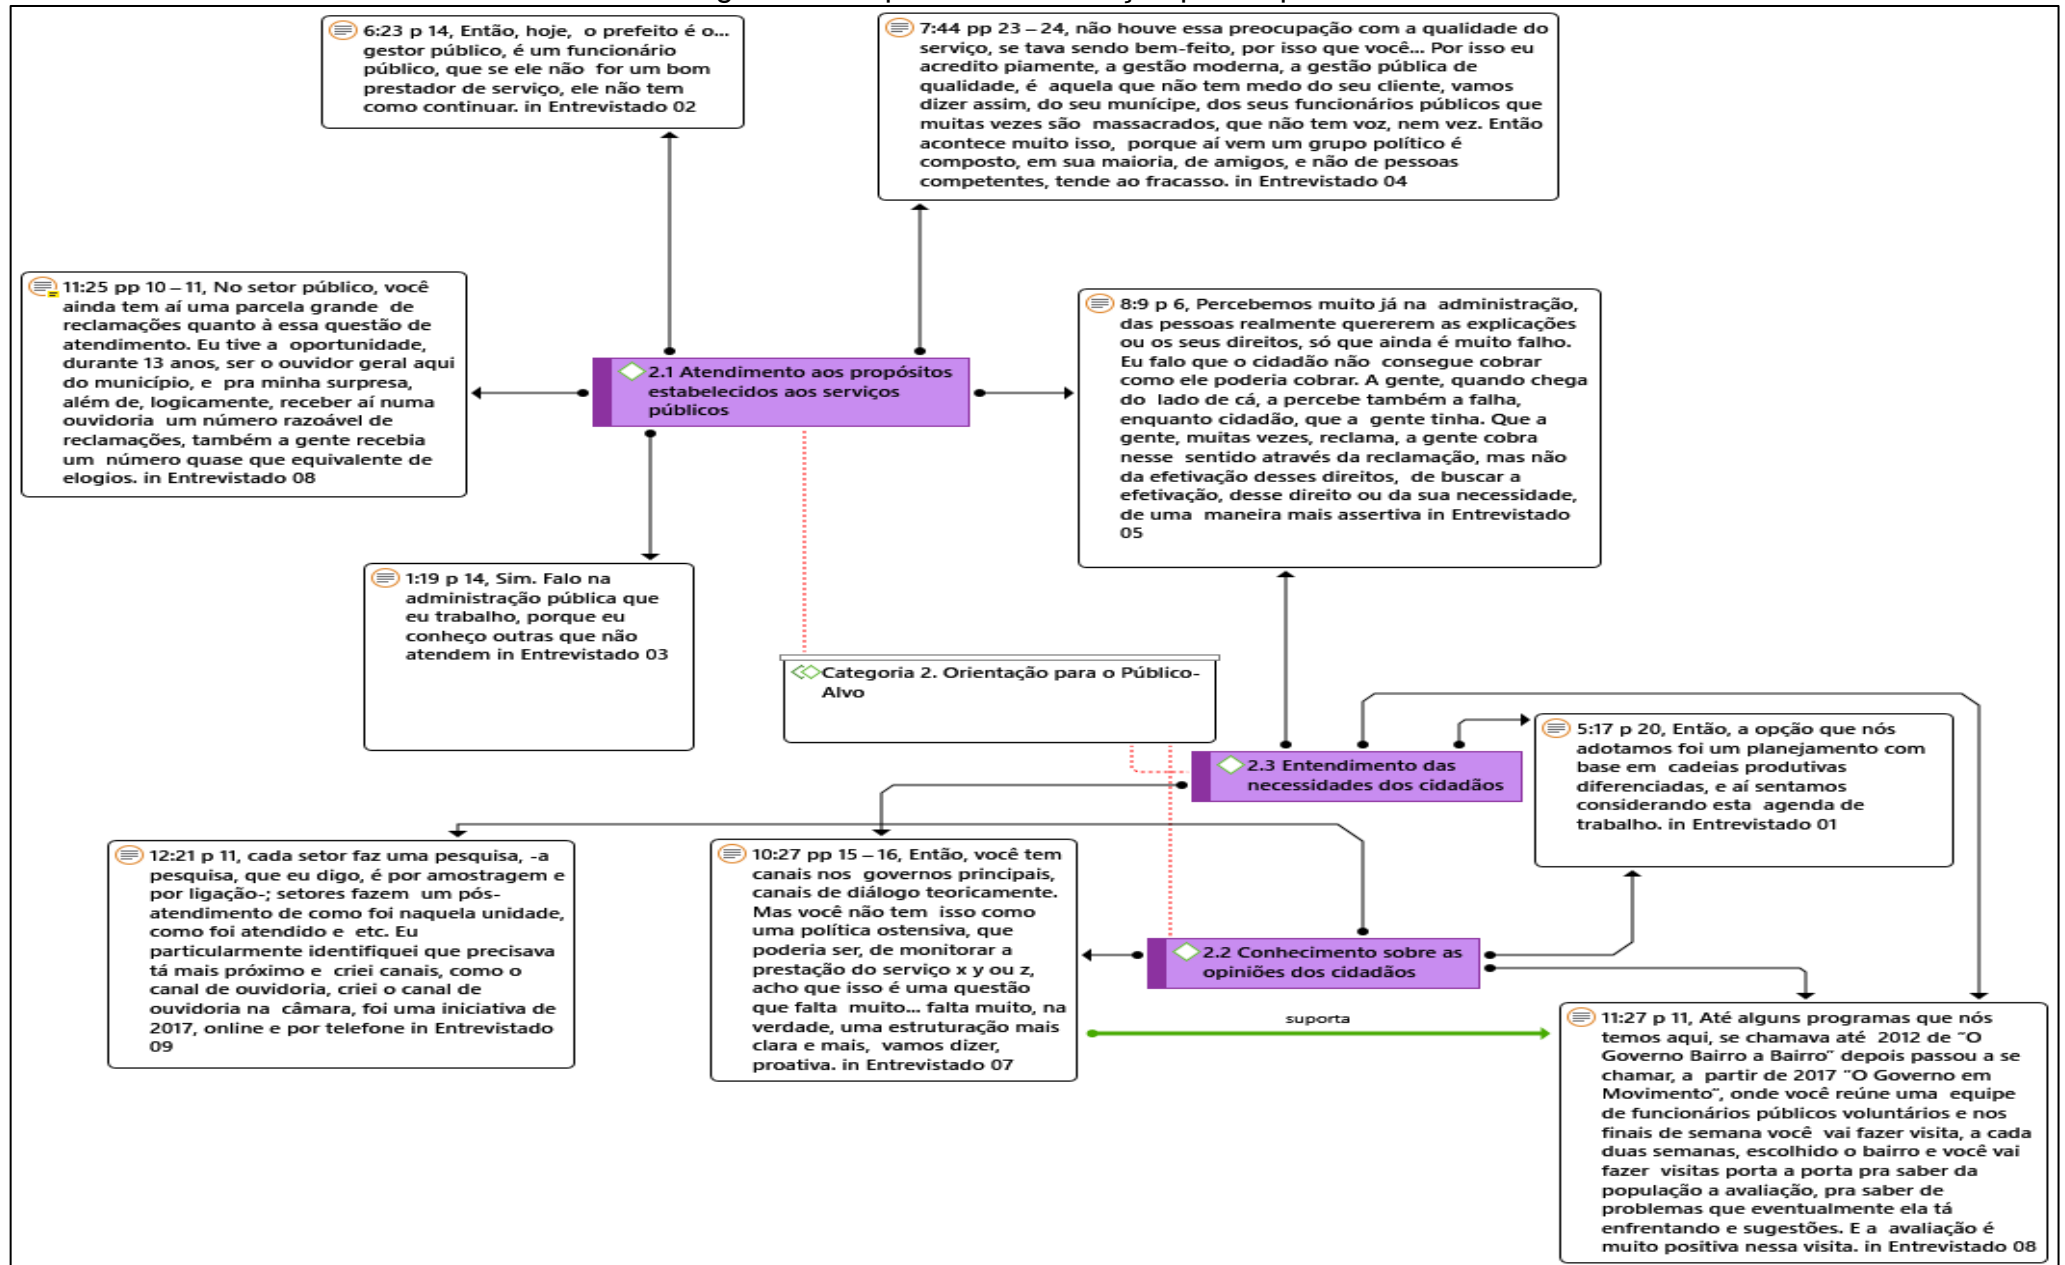 6:23 p 14, Então, hoje, o prefeito é o...
gestor público, é um funcionário
público, que se ele não for um bom
prestador de serviço, ele não tem
como continuar. in Entrevistado 02
7:44 pp 23 – 24, não houve essa preocupação com a qualidade do
serviço, se tava sendo bem-feito, por isso que você... Por isso eu
acredito piamente, a gestão moderna, a gestão pública de
qualidade, é aquela que não tem medo do seu cliente, vamos
dizer assim, do seu munícipe, dos seus funcionários públicos que
muitas vezes são massacrados, que não tem voz, nem vez. Então
acontece muito isso, porque aí vem um grupo político é
composto, em sua maioria, de amigos, e não de pessoas
competentes, tende ao fracasso. in Entrevistado 04
11:25 pp 10 – 11, No setor público, você
ainda tem aí uma parcela grande de
reclamações quanto à essa questão de
atendimento. Eu tive a oportunidade,
durante 13 anos, ser o ouvidor geral aqui
do município, e pra minha surpresa,
além de, logicamente, receber aí numa
ouvidoria um número razoável de
reclamações, também a gente recebia
um número quase que equivalente de
elogios. in Entrevistado 08
2.1 Atendimento aos propósitos
estabelecidos aos serviços
públicos
8:9 p 6, Percebemos muito já na administração,
das pessoas realmente quererem as explicações
ou os seus direitos, só que ainda é muito falho.
Eu falo que o cidadão não consegue cobrar
como ele poderia cobrar. A gente, quando chega
do lado de cá, a percebe também a falha,
enquanto cidadão, que a gente tinha. Que a
gente, muitas vezes, reclama, a gente cobra
nesse sentido através da reclamação, mas não
da efetivação desses direitos, de buscar a
efetivação, desse direito ou da sua necessidade,
de uma maneira mais assertiva in Entrevistado
05
1:19 p 14, Sim. Falo na
administração pública que
eu trabalho, porque eu
conheço outras que não
atendem in Entrevistado 03
Categoria 2. Orientação para o Público-
Alvo
2.3 Entendimento das
necessidades dos cidadãos
5:17 p 20, Então, a opção que nós
adotamos foi um planejamento com
base em cadeias produtivas
diferenciadas, e aí sentamos
considerando esta agenda de
trabalho. in Entrevistado 01
12:21 p 11, cada setor faz uma pesquisa, -a
pesquisa, que eu digo, é por amostragem e
por ligação-; setores fazem um pós-
atendimento de como foi naquela unidade,
como foi atendido e etc. Eu
particularmente identifiquei que precisava
tá mais próximo e criei canais, como o
canal de ouvidoria, criei o canal de
ouvidoria na câmara, foi uma iniciativa de
2017, online e por telefone in Entrevistado
09
10:27 pp 15 – 16, Então, você tem
canais nos governos principais,
canais de diálogo teoricamente.
Mas você não tem isso como
uma política ostensiva, que
poderia ser, de monitorar a
prestação do serviço x y ou z,
acho que isso é uma questão
que falta muito... falta muito, na
verdade, uma estruturação mais
clara e mais, vamos dizer,
proativa. in Entrevistado 07
2.2 Conhecimento sobre as
opiniões dos cidadãos
suporta
11:27 p 11, Até alguns programas que nós
temos aqui, se chamava até 2012 de "O
Governo Bairro a Bairro" depois passou a se
chamar, a partir de 2017 "O Governo em
Movimento", onde você reúne uma equipe
de funcionários públicos voluntários e nos
finais de semana você vai fazer visita, a cada
duas semanas, escolhido o bairro e você vai
fazer visitas porta a porta pra saber da
população a avaliação, pra saber de
problemas que eventualmente ela tá
enfrentando e sugestões. E a avaliação é
muito positiva nessa visita. in Entrevistado 08